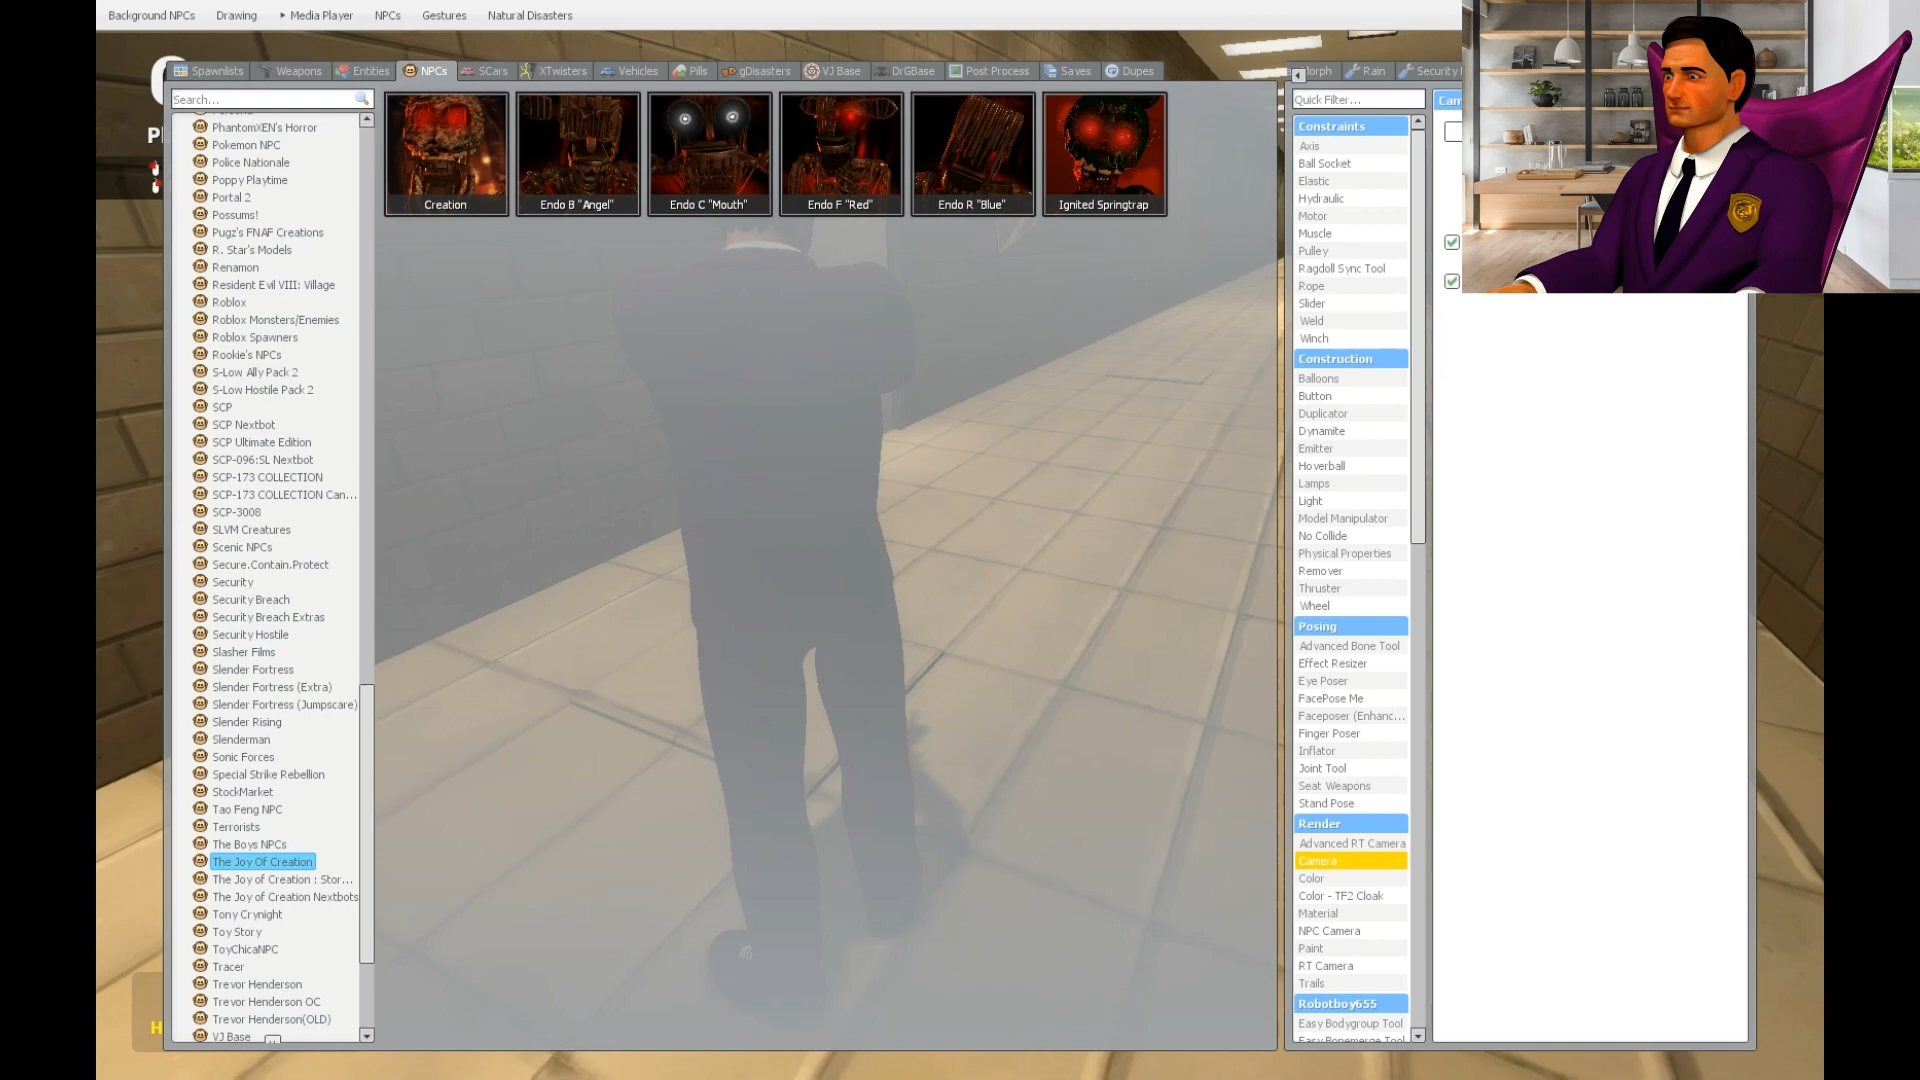 Background NPCs
Drawing
Media Player
NPCs
Gestures
Natural Disasters
Spawnlists
Weapons
Entities
NPCs
SCars
XTwisters
Vehicles
Pills
gDisasters
VJ Base
DrGBase
Post Process
Saves
Dupes
Rain
Search...
PhantomXEN's Horror
Pokemon NPC
Police Nationale
Poppy Playtime
Portal 2
Possums!
Pugz's FNAF Creations
R. Star's Models
Renamon
Resident Evil VIII: Village
Roblox
Roblox Monsters/Enemies
Roblox Spawners
Rookie's NPCs
S-Low Ally Pack 2
S-Low Hostile Pack 2
SCP
SCP Nextbot
SCP Ultimate Edition
SCP-096:SL Nextbot
SCP-173 COLLECTION
SCP-173 COLLECTION Can...
SCP-3008
SLVM Creatures
Scenic NPCs
Secure.Contain.Protect
Security
Security Breach
Security Breach Extras
Security Hostile
Slasher Films
Slender Fortress
Slender Fortress (Extra)
Slender Fortress (Jumpscare)
Slender Rising
Slenderman
Sonic Forces
Special Strike Rebellion
StockMarket
Tao Feng NPC
Terrorists
The Boys NPCs
The Joy Of Creation
The Joy of Creation : Stor...
The Joy of Creation Nextbots
Tony Crynight
Toy Story
ToyChicaNPC
Tracer
Trevor Henderson
Trevor Henderson OC
Trevor Henderson(OLD)
VJ Base
Creation
Endo B "Angel"
Endo C "Mouth"
Endo F "Red"
Endo R "Blue"
Ignited Springtrap
Quick Filter...
Constraints
Axis
Ball Socket
Elastic
Hydraulic
Motor
Muscle
Pulley
Ragdoll Sync Tool
Rope
Slider
Weld
Winch
Construction
Balloons
Button
Duplicator
Dynamite
Emitter
Hoverball
Lamps
Light
Model Manipulator
No Collide
Physical Properties
Remover
Thruster
Wheel
Posing
Advanced Bone Tool
Effect Resizer
Eye Poser
FacePose Me
Faceposer (Enhanc...
Finger Poser
Inflator
Joint Tool
Seat Weapons
Stand Pose
Render
Advanced RT Camera
Camera
Color
Color - TF2 Cloak
Material
NPC Camera
Paint
RT Camera
Trails
Robotboy655
Easy Bodygroup Tool
Easy Bonemerge Tool
Cam